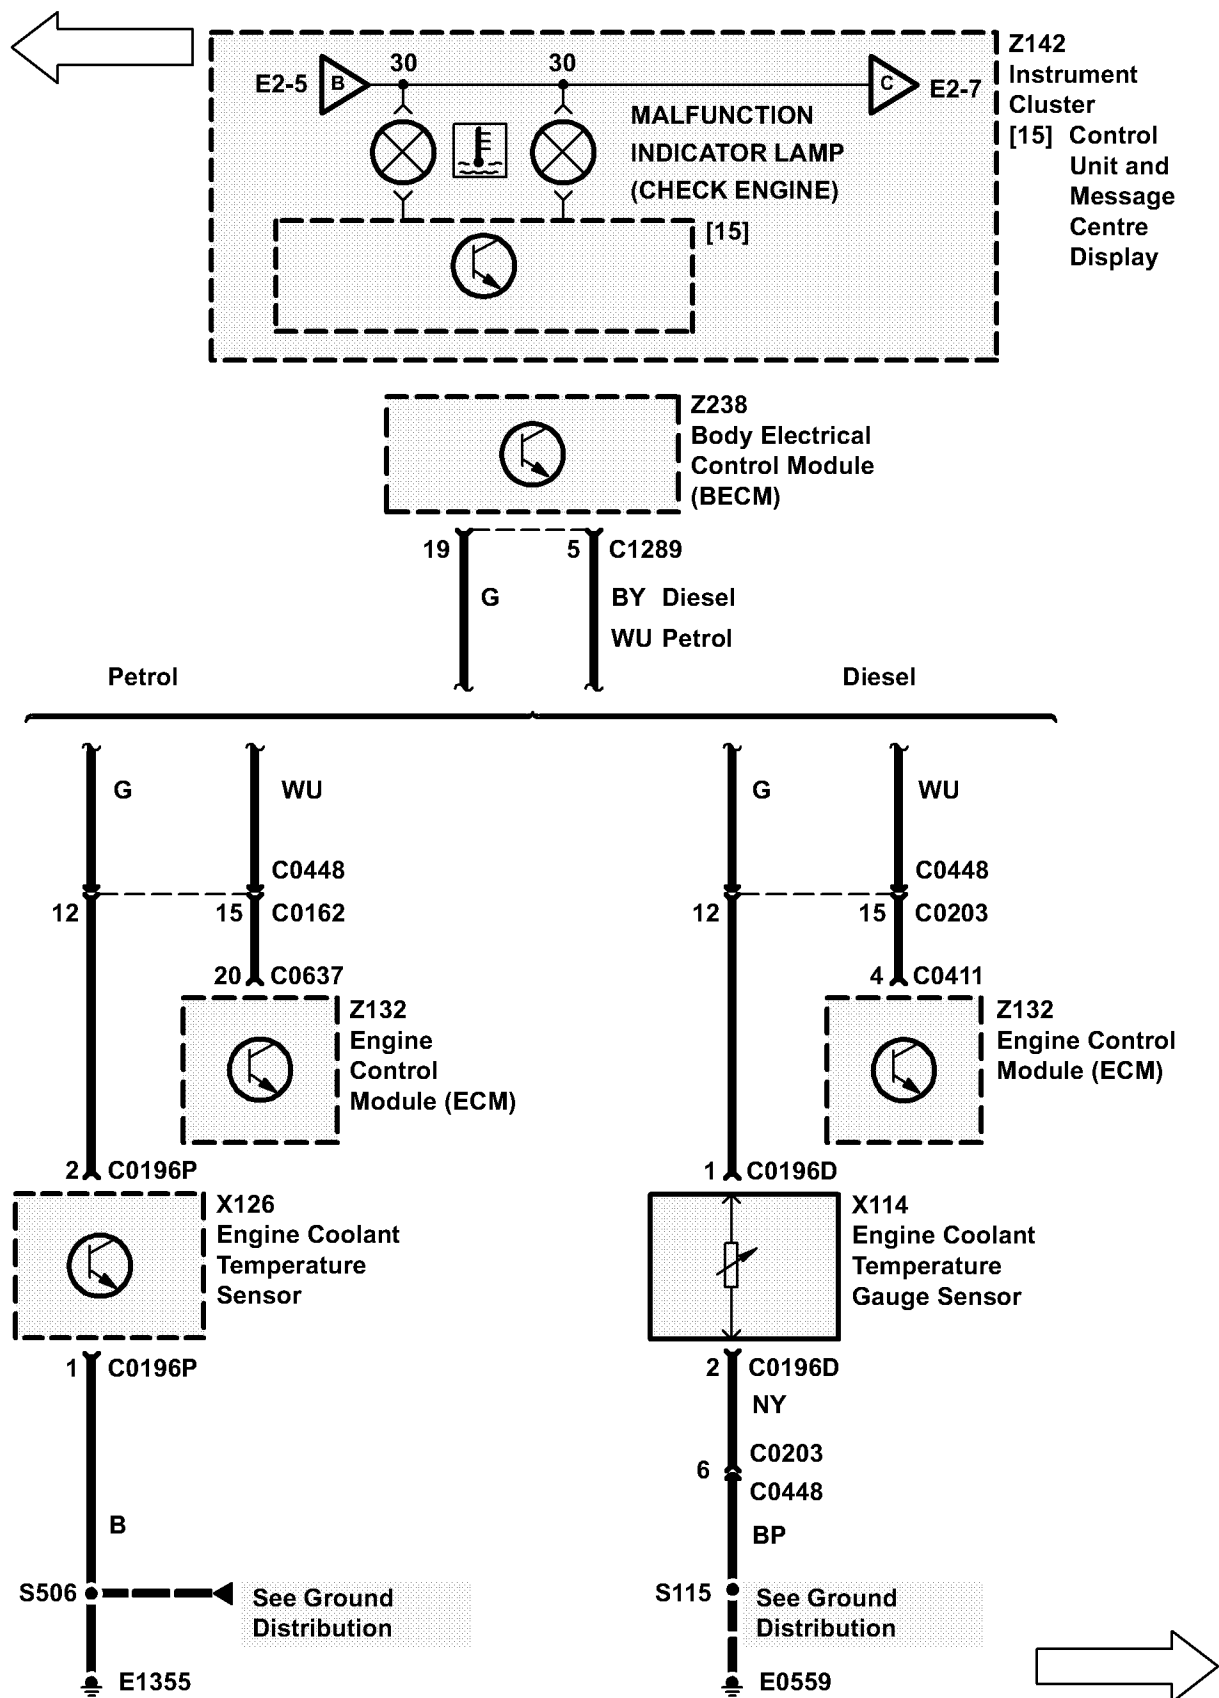 Z142
Instrument
Cluster
[15] Control
Unit and
Message
Centre
Display
30 30
E2-5 B C E2-7
MALFUNCTION
INDICATOR LAMP
(CHECK ENGINE)
[15]
Z238
Body Electrical
Control Module
(BECM)
19 5 C1289
G BY Diesel
WU Petrol
Petrol Diesel
G WU G WU
C0448 C0448
12 15 C0162 12 15 C0203
20 C0637 4 C0411
Z132
Engine
Control
Module (ECM)
Z132
Engine Control
Module (ECM)
2 C0196P 1 C0196D
X126
Engine Coolant
Temperature
Sensor
X114
Engine Coolant
Temperature
Gauge Sensor
1 C0196P 2 C0196D
NY
C0203
6
C0448
B BP
S506 See Ground
Distribution
S115 See Ground
Distribution
E1355 E0559